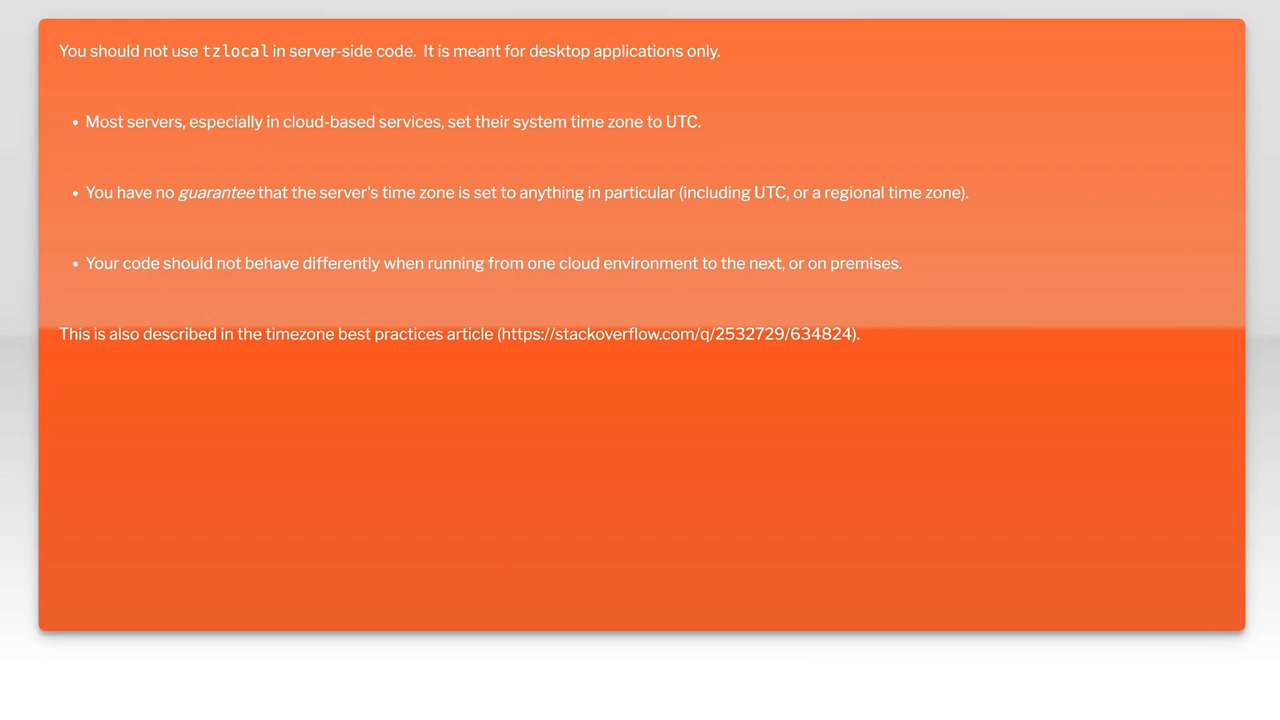 You should not use tzlocal in server-side code.  It is meant for desktop applications only.
• Most servers, especially in cloud-based services, set their system time zone to UTC.
• You have no guarantee that the server's time zone is set to anything in particular (including UTC, or a regional time zone).
• Your code should not behave differently when running from one cloud environment to the next, or on premises.
This is also described in the timezone best practices article (https://stackoverflow.com/q/2532729/634824).